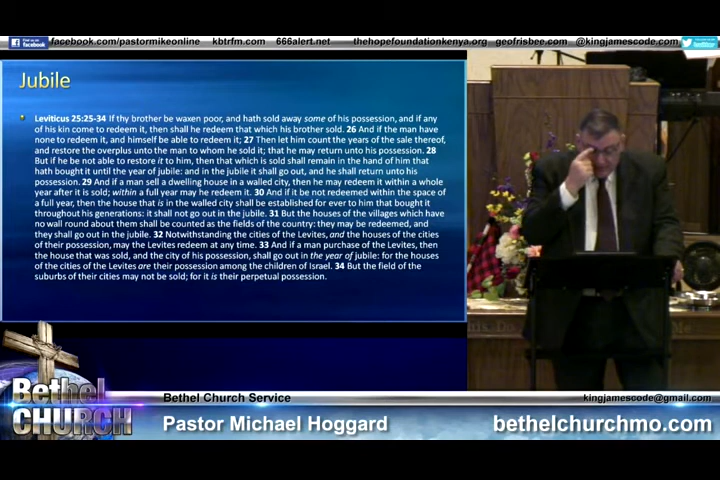 Find us on facebook
facebook.com/pastormikeonline kbtrfm.com 666alert.net thehopefoundationkenya.org geofrisbee.com @kingjamescode.com twitter
Jubile
Leviticus 25:25-34 If thy brother be waxen poor, and hath sold away some of his possession, and if any
of his kin come to redeem it, then shall he redeem that which his brother sold. 26 And if the man have
none to redeem it, and himself be able to redeem it; 27 Then let him count the years of the sale thereof,
and restore the overplus unto the man to whom he sold it; that he may return unto his possession. 28
But if he be not able to restore it to him, then that which is sold shall remain in the hand of him that
hath bought it until the year of jubile: and in the jubile it shall go out, and he shall return unto his
possession. 29 And if a man sell a dwelling house in a walled city, then he may redeem it within a whole
year after it is sold; within a full year may he redeem it. 30 And if it be not redeemed within the space of
a full year, then the house that is in the walled city shall be established for ever to him that bought it
throughout his generations: it shall not go out in the jubile. 31 But the houses of the villages which have
no wall round about them shall be counted as the fields of the country: they may be redeemed, and
they shall go out in the jubile. 32 Notwithstanding the cities of the Levites, and the houses of the cities
of their possession, may the Levites redeem at any time. 33 And if a man purchase of the Levites, then
the house that was sold, and the city of his possession, shall go out in the year of jubile: for the houses
of the cities of the Levites are their possession among the children of Israel. 34 But the field of the
suburbs of their cities may not be sold; for it is their perpetual possession.
Bethel
CHURCH
Bethel Church Service
kingjamescode@gmail.com
Pastor Michael Hoggard
bethelchurchmo.com